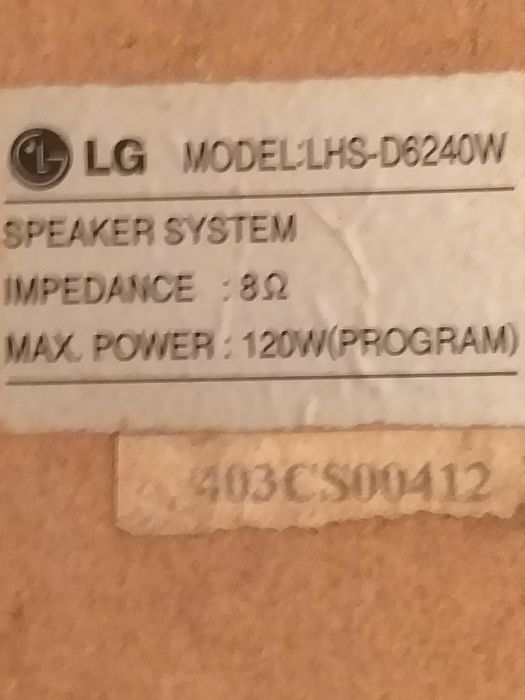 LG MODEL:LHS-D6240W
SPEAKER SYSTEM
IMPEDANCE : 8Ω
MAX. POWER : 120W(PROGRAM)
403CS00412